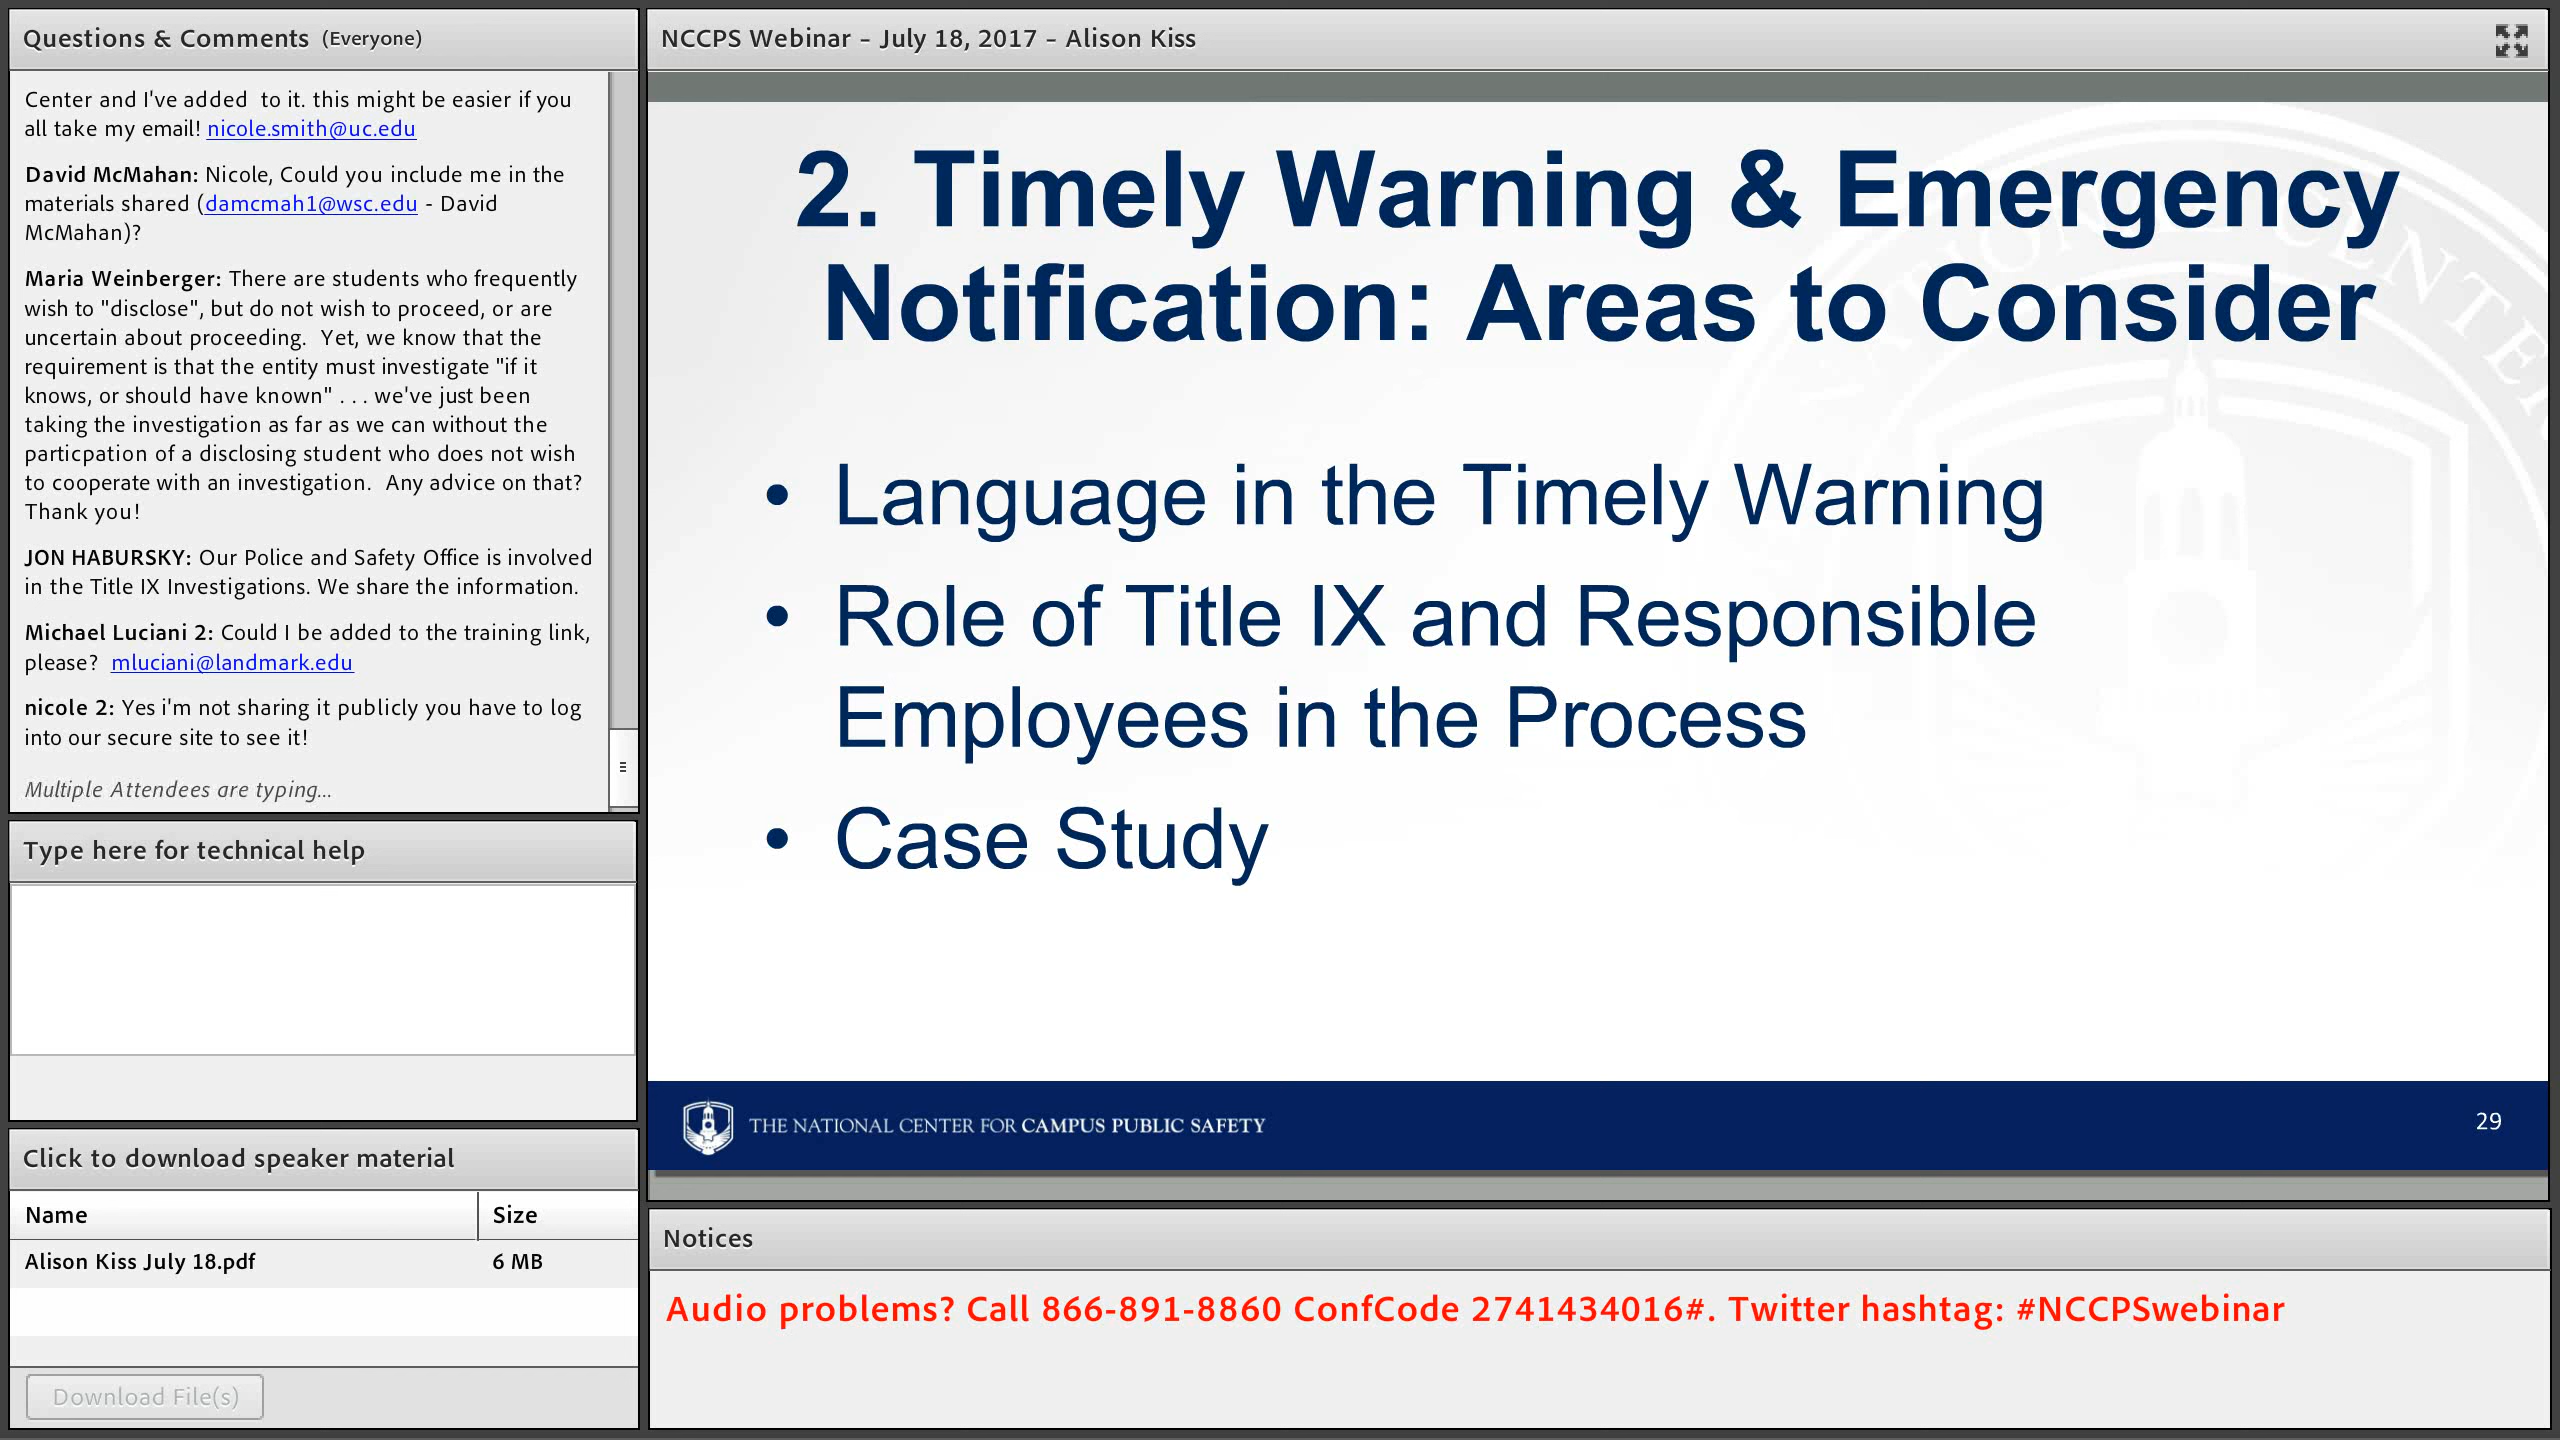 Questions & Comments (Everyone)
Center and I've added  to it. this might be easier if you
all take my email! nicole.smith@uc.edu
David McMahan: Nicole, Could you include me in the
materials shared (damcmah1@wsc.edu - David
McMahan)?
Maria Weinberger: There are students who frequently
wish to "disclose", but do not wish to proceed, or are
uncertain about proceeding.  Yet, we know that the
requirement is that the entity must investigate "if it
knows, or should have known" . . . we've just been
taking the investigation as far as we can without the
particpation of a disclosing student who does not wish
to cooperate with an investigation.  Any advice on that?
Thank you!
JON HABURSKY: Our Police and Safety Office is involved
in the Title IX Investigations. We share the information.
Michael Luciani 2: Could I be added to the training link,
please?  mluciani@landmark.edu
nicole 2: Yes i'm not sharing it publicly you have to log
into our secure site to see it!
Multiple Attendees are typing...
Type here for technical help
Click to download speaker material
Name Size
Alison Kiss July 18.pdf 6 MB
Download File(s)
NCCPS Webinar - July 18, 2017 - Alison Kiss
NATIONAL CENTER
2. Timely Warning & Emergency
Notification: Areas to Consider
• Language in the Timely Warning
• Role of Title IX and Responsible
Employees in the Process
• Case Study
THE NATIONAL CENTER FOR CAMPUS PUBLIC SAFETY
29
Notices
Audio problems? Call 866-891-8860 ConfCode 2741434016#. Twitter hashtag: #NCCPSwebinar